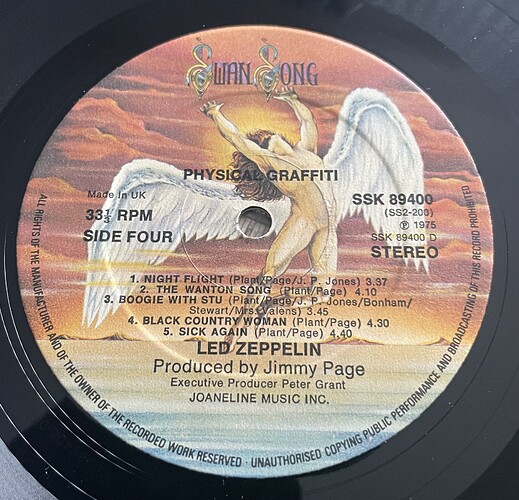 SWAN SONG
PHYSICAL GRAFFITI
Made in UK
33⅓ RPM
SIDE FOUR
SSK 89400
(SS2-200)
℗ 1975
SSK 89400 D
STEREO
1. NIGHT FLIGHT (Plant/Page/J. P. Jones) 3.37
2. THE WANTON SONG (Plant/Page) 4.10
3. BOOGIE WITH STU (Plant/Page/J. P. Jones/Bonham/
Stewart/Mrs. Valens) 3.45
4. BLACK COUNTRY WOMAN (Plant/Page) 4.30
5. SICK AGAIN (Plant/Page) 4.40
LED ZEPPELIN
Produced by Jimmy Page
Executive Producer Peter Grant
JOANELINE MUSIC INC.
ALL RIGHTS OF THE MANUFACTURER AND OF THE OWNER OF THE RECORDED WORK RESERVED · UNAUTHORISED COPYING PUBLIC PERFORMANCE AND BROADCASTING OF THIS RECORD PROHIBITED